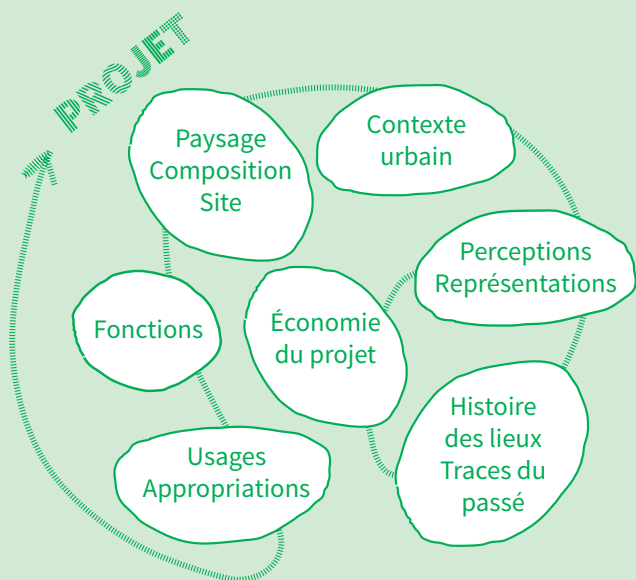 PROJET
Paysage
Composition
Site
Contexte
urbain
Perceptions
Représentations
Fonctions
Économie
du projet
Histoire
des lieux
Traces du
passé
Usages
Appropriations